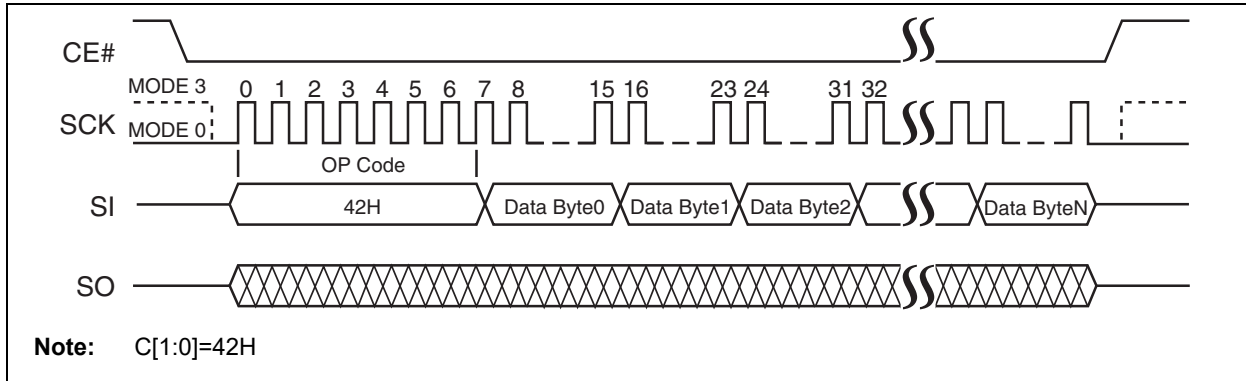 CE#
MODE 3
0 1 2 3 4 5 6 7 8 15 16 23 24 31 32
SCK
MODE 0
OP Code
SI 42H Data Byte0 Data Byte1 Data Byte2 Data ByteN
SO
Note: C[1:0]=42H